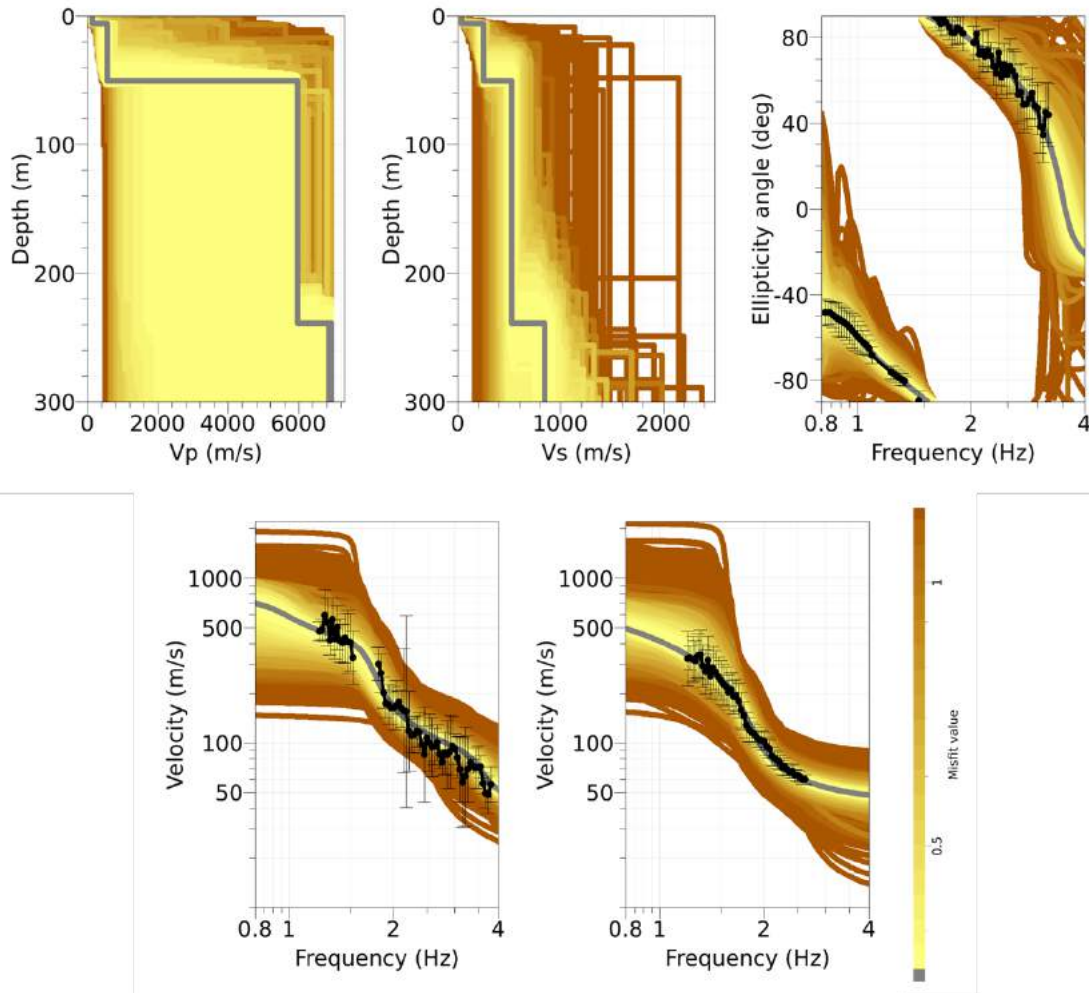 0
100
200
300
Depth (m)
0 2000 4000 6000
Vp (m/s)
0
100
200
300
Depth (m)
0 1000 2000
Vs (m/s)
80
40
0
-40
-80
Ellipticity angle (deg)
0.8 1 2 4
Frequency (Hz)
1000
500
100
50
Velocity (m/s)
0.8 1 2 4
Frequency (Hz)
1000
500
100
50
Velocity (m/s)
0.8 1 2 4
Frequency (Hz)
1
0.5
Misfit value